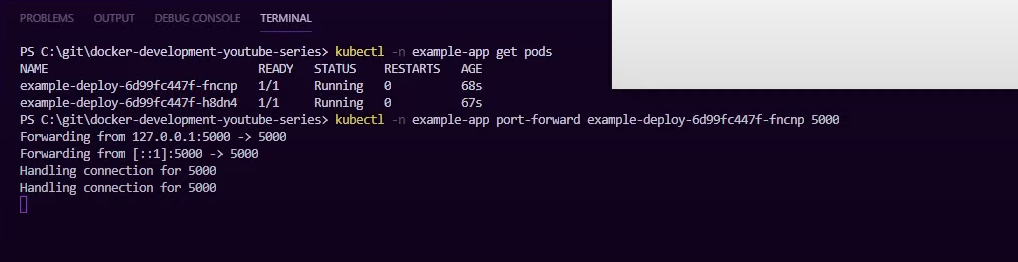 PROBLEMS OUTPUT DEBUG CONSOLE TERMINAL
PS C:\git\docker-development-youtube-series> kubectl -n example-app get pods
NAME READY STATUS RESTARTS AGE
example-deploy-6d99fc447f-fncnp 1/1 Running 0 68s
example-deploy-6d99fc447f-h8dn4 1/1 Running 0 67s
PS C:\git\docker-development-youtube-series> kubectl -n example-app port-forward example-deploy-6d99fc447f-fncnp 5000
Forwarding from 127.0.0.1:5000 -> 5000
Forwarding from [::1]:5000 -> 5000
Handling connection for 5000
Handling connection for 5000